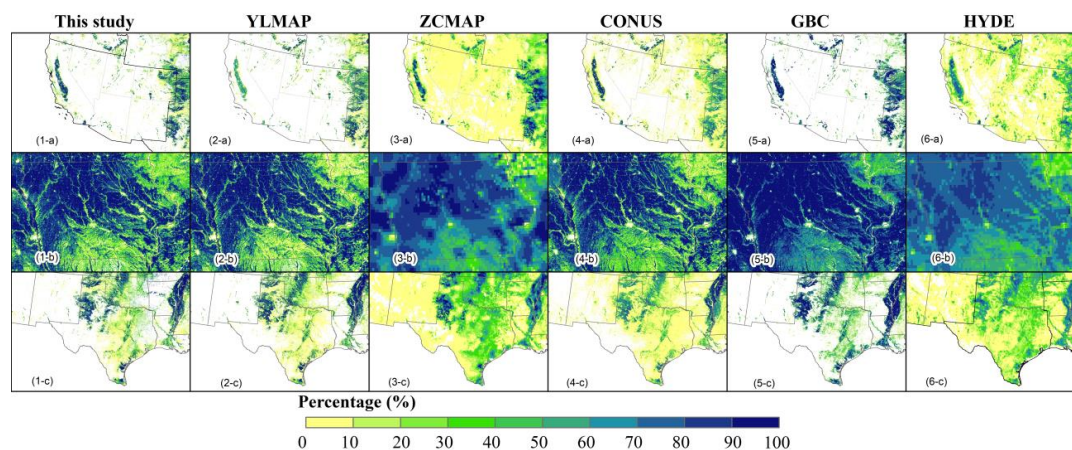 This study YLMAP ZCMAP CONUS GBC HYDE
(1-a) (2-a) (3-a) (4-a) (5-a) (6-a)
(1-b) (2-b) (3-b) (4-b) (5-b) (6-b)
(1-c) (2-c) (3-c) (4-c) (5-c) (6-c)
Percentage (%)
0 10 20 30 40 50 60 70 80 90 100